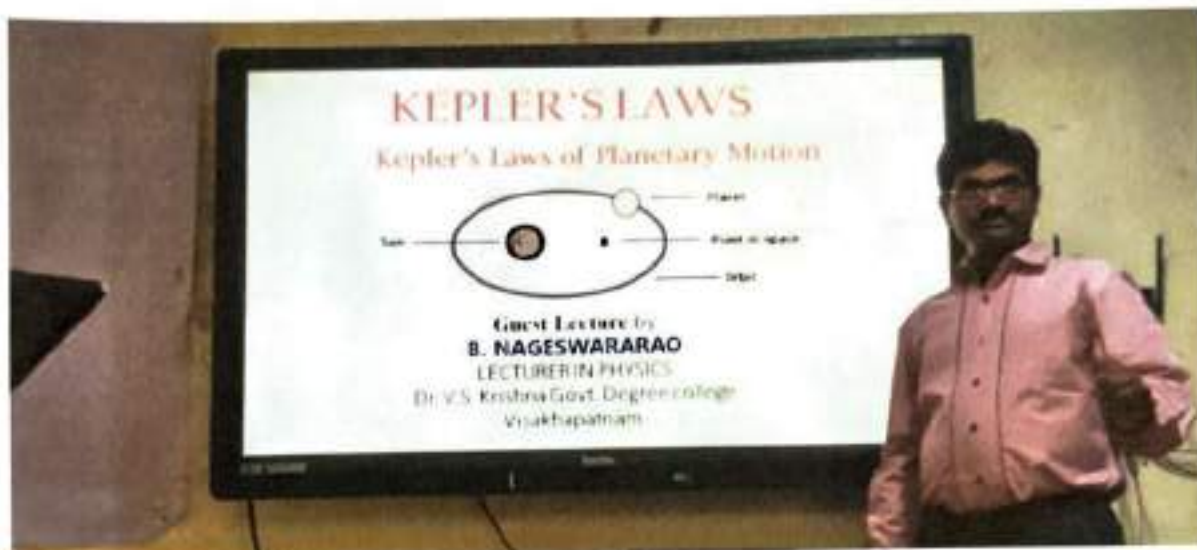 KEPLER'S LAWS
Kepler's Laws of Planetary Motion
Planet
Sun
Point in space
Orbit
Guest Lecture by
B. NAGESWARARAO
LECTURER IN PHYSICS
Dr. V.S. Krishna Govt. Degree college
Visakhapatnam